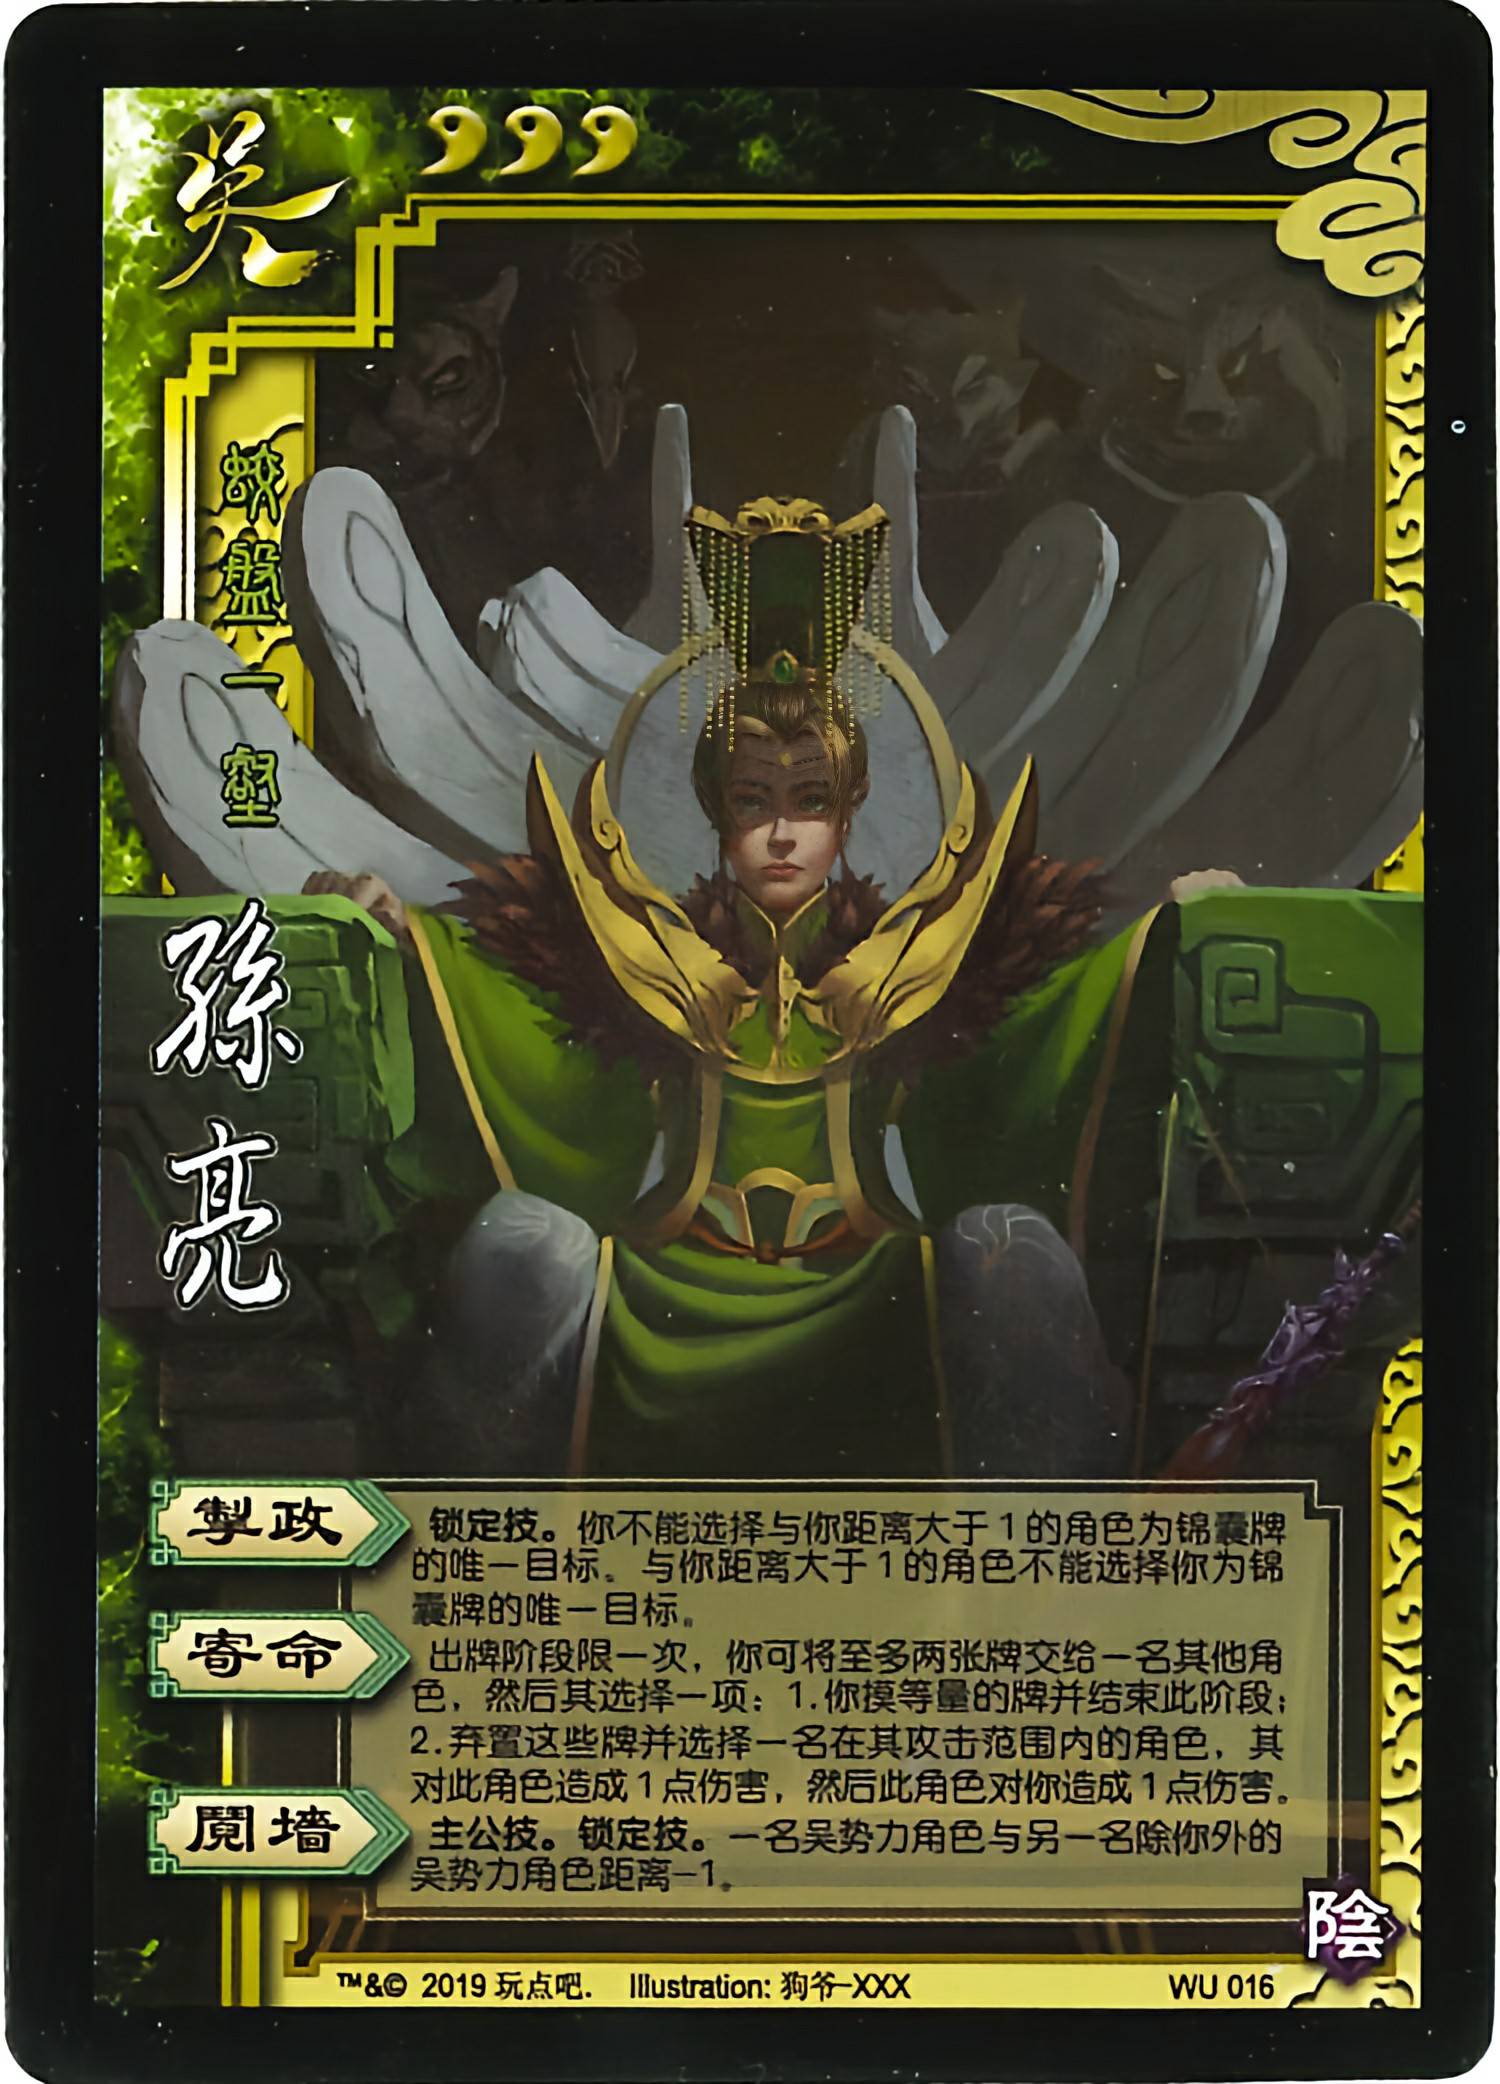 吴
蛟盤一壑
孫亮
掣政
锁定技。你不能选择与你距离大于1的角色为锦囊牌
的唯一目标。与你距离大于1的角色不能选择你为锦
囊牌的唯一目标。
寄命
出牌阶段限一次，你可将至多两张牌交给一名其他角
色，然后其选择一项：1.你摸等量的牌并结束此阶段；
2.弃置这些牌并选择一名在其攻击范围内的角色，其
对此角色造成1点伤害，然后此角色对你造成1点伤害。
鬩墙
主公技。锁定技。一名吴势力角色与另一名除你外的
吴势力角色距离-1。
陰
™&© 2019 玩点吧. Illustration: 狗爷-XXX WU 016